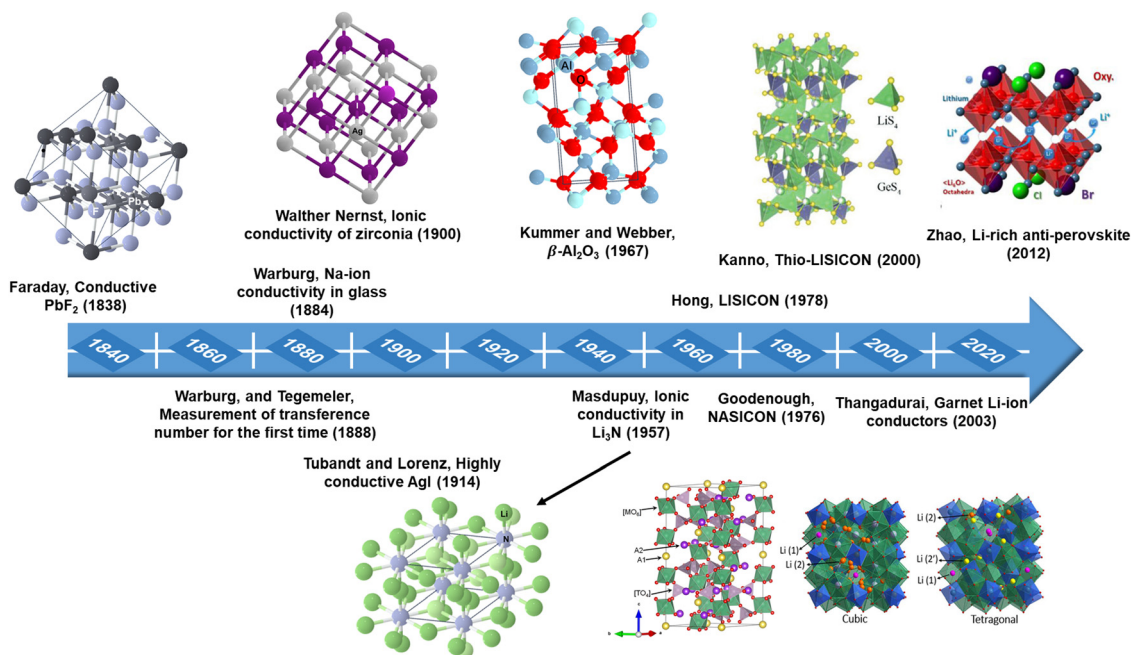 F
Pb
Faraday, Conductive
PbF₂ (1838)
Ag
Walther Nernst, Ionic
conductivity of zirconia (1900)
Warburg, Na-ion
conductivity in glass
(1884)
Al
O
Kummer and Webber,
β-Al₂O₃ (1967)
LiS₄
GeS₄
Kanno, Thio-LISICON (2000)
Hong, LISICON (1978)
Oxy.
Lithium
Li⁺
Li⁺
Li⁺
<Li₆O>
Octahedra
Cl
Br
Zhao, Li-rich anti-perovskite
(2012)
1840
1860
1880
1900
1920
1940
1960
1980
2000
2020
Warburg, and Tegemeler,
Measurement of transference
number for the first time (1888)
Tubandt and Lorenz, Highly
conductive AgI
(1914)
Masdupuy, Ionic
conductivity in
Li₃N (1957)
Goodenough,
NASICON (1976)
Thangadurai, Garnet Li-ion
conductors (2003)
Li
N
[MO₆]
A2
A1
[TO₄]
c
b
a
Li (1)
Li (2)
Cubic
Li (2)
Li (2')
Li (1)
Tetragonal